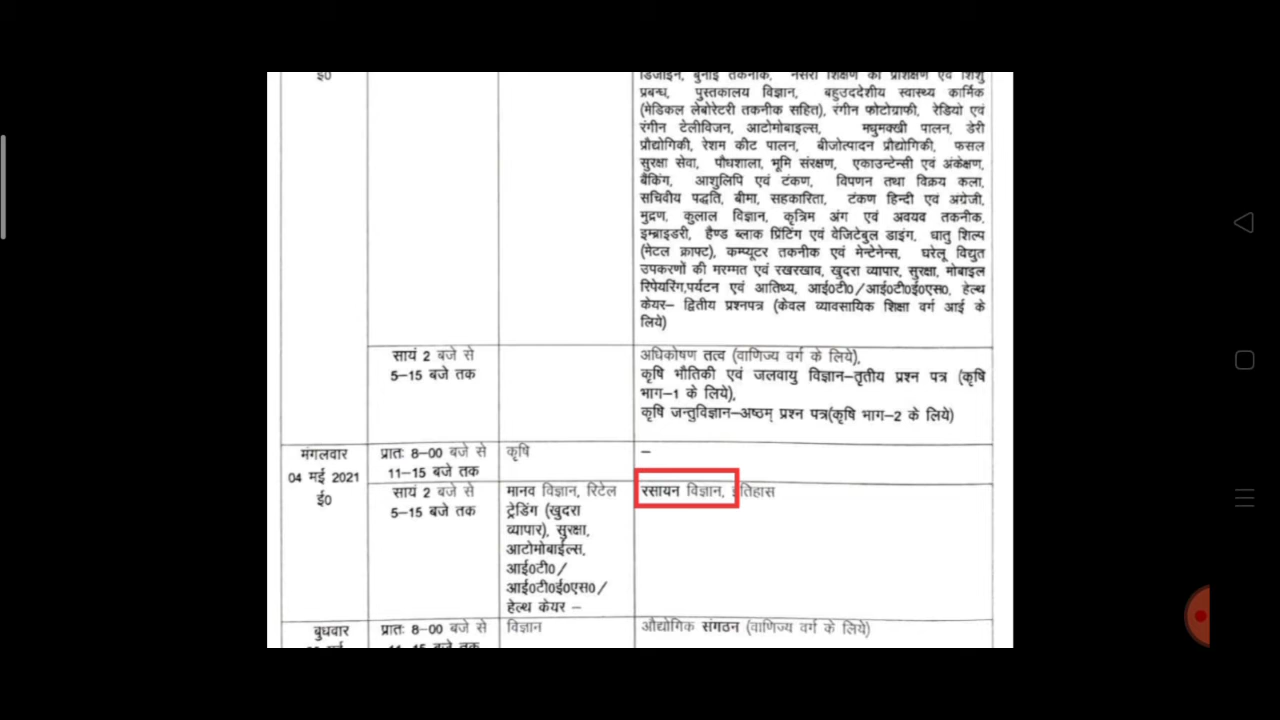 ई0
डिजाइन, बुनाई तकनीक, नर्सरी शिक्षण का प्रशिक्षण एवं शिशु
प्रबन्ध, पुस्तकालय विज्ञान, बहुउददेशीय स्वास्थ्य कार्मिक
(मेडिकल लेबोरेटरी तकनीक सहित), रंगीन फोटोग्राफी, रेडियो एवं
रंगीन टेलीविजन, आटोमोबाइल्स, मधुमक्खी पालन, डेरी
प्रौद्योगिकी, रेशम कीट पालन, बीजोत्पादन प्रौद्योगिकी, फसल
सुरक्षा सेवा, पौधशाला, भूमि संरक्षण, एकाउन्टेन्सी एवं अंकेक्षण,
बैंकिंग, आशुलिपि एवं टंकण, विपणन तथा विक्रय कला,
सचिवीय पद्धति, बीमा, सहकारिता, टंकण हिन्दी एवं अंग्रेजी,
मुद्रण, कुलाल विज्ञान, कृत्रिम अंग एवं अवयव तकनीक,
इम्ब्राइडरी, हैण्ड ब्लाक प्रिंटिंग एवं वेजिटेबुल डाइंग, धातु शिल्प
(मेटल क्राफ्ट), कम्प्यूटर तकनीक एवं मेन्टेनेन्स, घरेलू विद्युत
उपकरणों की मरम्मत एवं रखरखाव, खुदरा व्यापार, सुरक्षा, मोबाइल
रिपेयरिंग,पर्यटन एवं आतिथ्य, आई0टी0/आई0टी0ई0एस0, हेल्थ
केयर– द्वितीय प्रश्नपत्र (केवल व्यावसायिक शिक्षा वर्ग आई के
लिये)
सायं 2 बजे से
5–15 बजे तक
अधिकोषण तत्व (वाणिज्य वर्ग के लिये),
कृषि भौतिकी एवं जलवायु विज्ञान–तृतीय प्रश्न पत्र (कृषि
भाग–1 के लिये),
कृषि जन्तुविज्ञान–अष्ठम् प्रश्न पत्र(कृषि भाग–2 के लिये)
मंगलवार
04 मई 2021
ई0
प्रातः 8–00 बजे से
11–15 बजे तक
कृषि
–
सायं 2 बजे से
5–15 बजे तक
मानव विज्ञान, रिटेल
ट्रेडिंग (खुदरा
व्यापार), सुरक्षा,
आटोमोबाईल्स,
आई0टी0/
आई0टी0ई0एस0/
हेल्थ केयर –
रसायन विज्ञान, इतिहास
बुधवार
प्रातः 8–00 बजे से
विज्ञान
औद्योगिक संगठन (वाणिज्य वर्ग के लिये)